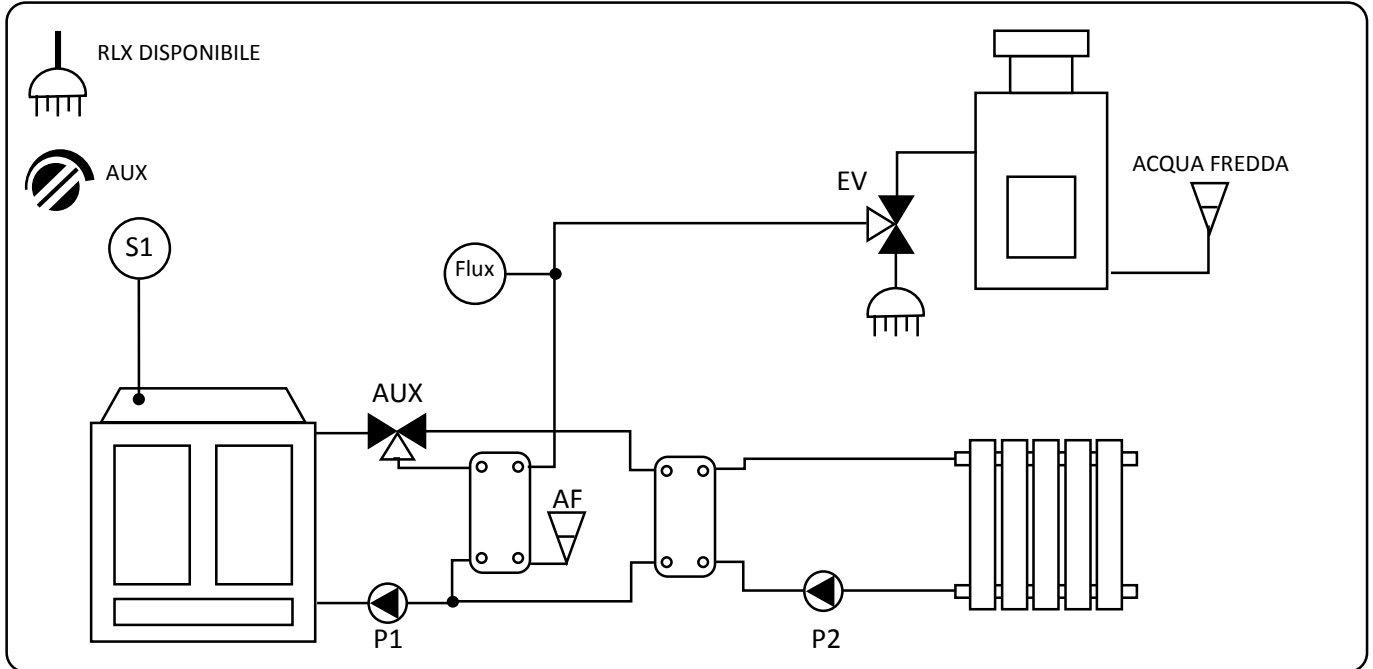 RLX DISPONIBILE
AUX
S1
Flux
EV
ACQUA FREDDA
AUX
AF
P1
P2